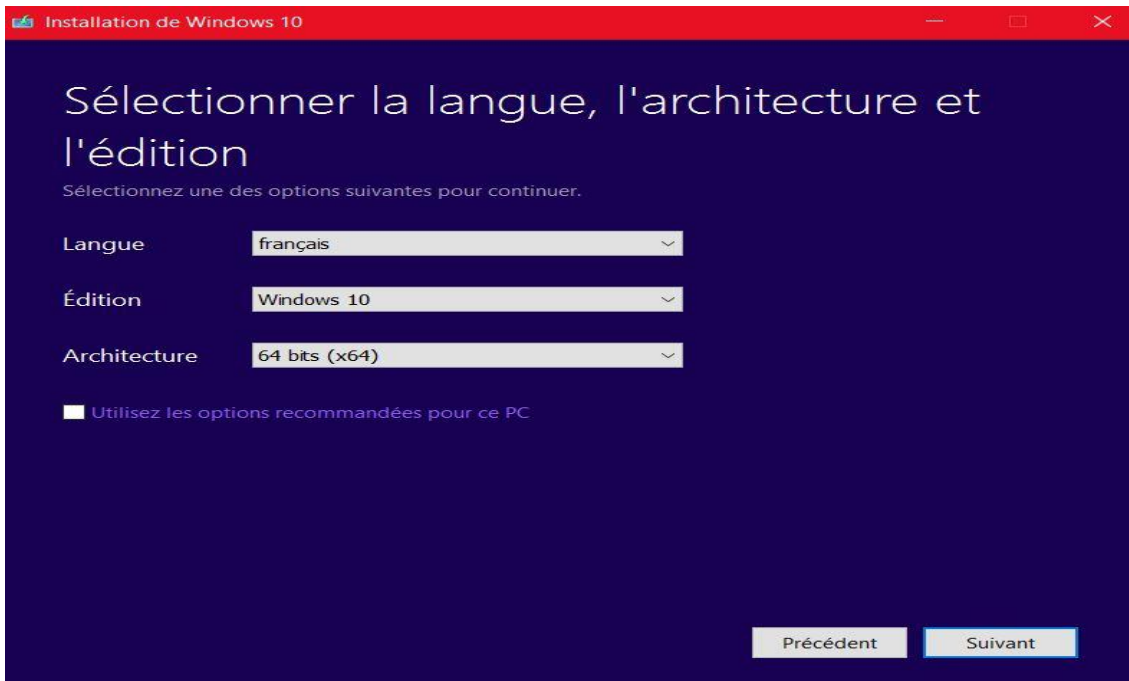 Installation de Windows 10
Sélectionner la langue, l'architecture et
l'édition
Sélectionnez une des options suivantes pour continuer.
Langue français
Édition Windows 10
Architecture 64 bits (x64)
Utilisez les options recommandées pour ce PC
Précédent Suivant